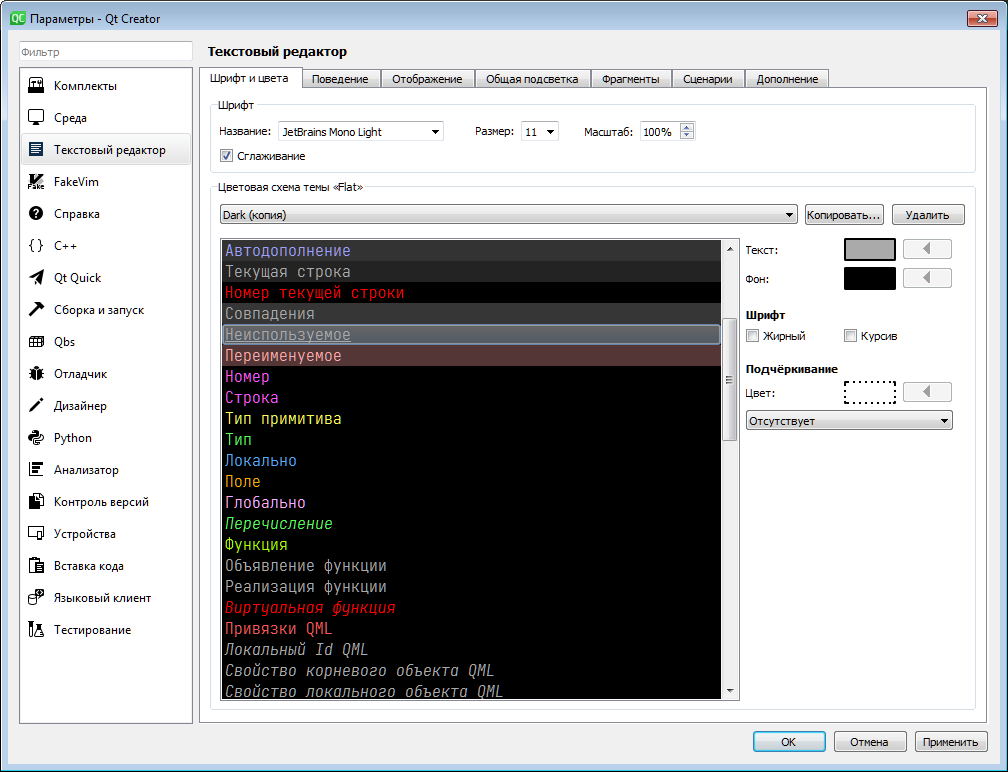 QC Параметры - Qt Creator
Фильтр
Комплекты
Среда
Текстовый редактор
FakeVim
Справка
C++
Qt Quick
Сборка и запуск
Qbs
Отладчик
Дизайнер
Python
Анализатор
Контроль версий
Устройства
Вставка кода
Языковый клиент
Тестирование
Текстовый редактор
Шрифт и цвета Поведение Отображение Общая подсветка Фрагменты Сценарии Дополнение
Шрифт
Название: JetBrains Mono Light Размер: 11 Масштаб: 100%
Сглаживание
Цветовая схема темы «Flat»
Dark (копия) Копировать... Удалить
Автодополнение
Текущая строка
Номер текущей строки
Совпадения
Неиспользуемое
Переименуемое
Номер
Строка
Тип примитива
Тип
Локально
Поле
Глобально
Перечисление
Функция
Объявление функции
Реализация функции
Виртуальная функция
Привязки QML
Локальный Id QML
Свойство корневого объекта QML
Свойство локального объекта QML
Текст:
Фон:
Шрифт
Жирный Курсив
Подчёркивание
Цвет:
Отсутствует
OK Отмена Применить